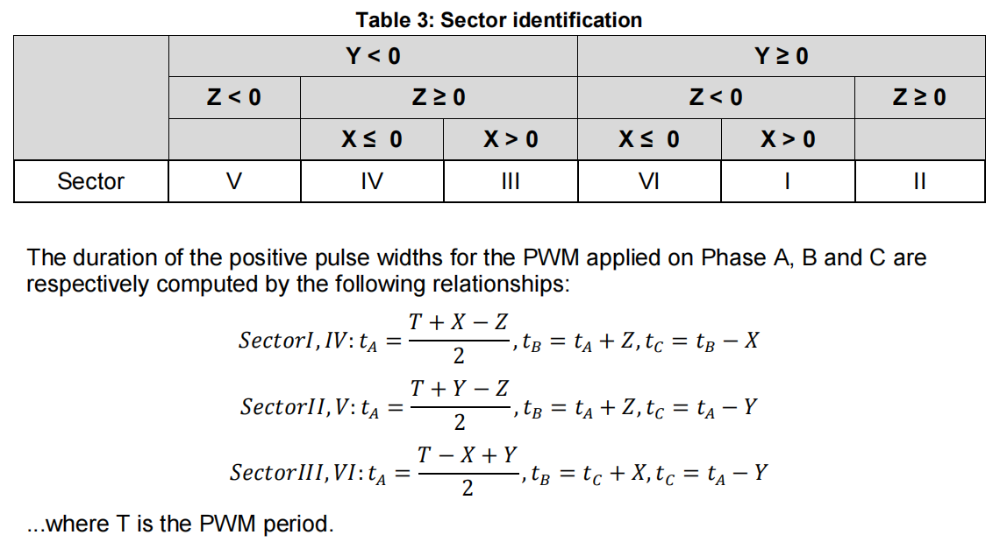 Table 3: Sector identification
Y < 0 Y ≥ 0
Z < 0 Z ≥ 0 Z < 0 Z ≥ 0
X ≤ 0 X > 0 X ≤ 0 X > 0
Sector V IV III VI I II
The duration of the positive pulse widths for the PWM applied on Phase A, B and C are
respectively computed by the following relationships:
SectorI, IV: t_A = (T + X − Z)/2, t_B = t_A + Z, t_C = t_B − X
SectorII, V: t_A = (T + Y − Z)/2, t_B = t_A + Z, t_C = t_A − Y
SectorIII, VI: t_A = (T − X + Y)/2, t_B = t_C + X, t_C = t_A − Y
...where T is the PWM period.